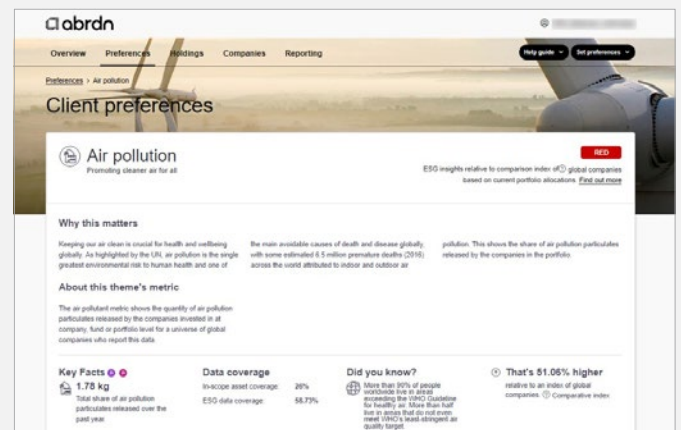 abrdn
Overview Preferences Holdings Companies Reporting
Help guide Set preferences
Preferences > Air pollution
Client preferences
Air pollution
Promoting cleaner air for all
RED
ESG insights relative to comparison index of global companies
based on current portfolio allocations. Find out more
Why this matters
Keeping our air clean is crucial for health and wellbeing
globally. As highlighted by the UN, air pollution is the single
greatest environmental risk to human health and one of
the main avoidable causes of death and disease globally,
with some estimated 6.5 million premature deaths (2016)
across the world attributed to indoor and outdoor air
pollution. This shows the share of air pollution particulates
released by the companies in the portfolio.
About this theme's metric
The air pollutant metric shows the quantity of air pollution
particulates released by the companies invested in at
company, fund or portfolio level for a universe of global
companies who report this data.
Key Facts
1.78 kg
Total share of air pollution
particulates released over the
past year.
Data coverage
In-scope asset coverage 20%
ESG data coverage 58.73%
Did you know?
More than 90% of people
worldwide live in areas
exceeding the WHO Guideline
for healthy air. More than half
live in areas that do not even
meet WHO's least-stringent air
quality target
That's 51.06% higher
relative to an index of global
companies. Comparative index